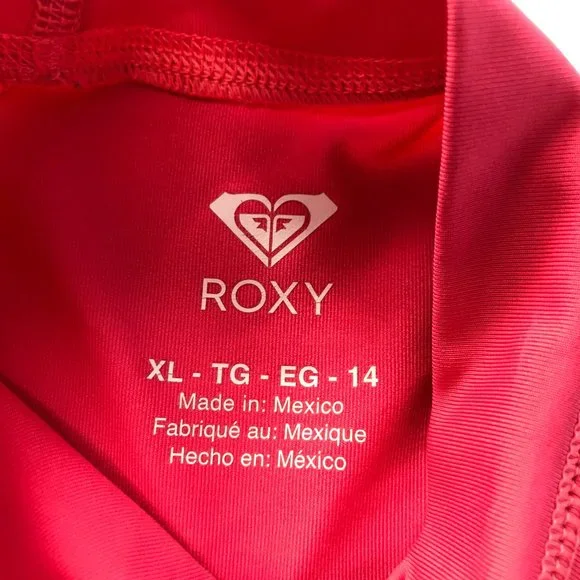 ROXY
XL - TG - EG - 14
Made in: Mexico
Fabriqué au: Mexique
Hecho en: México